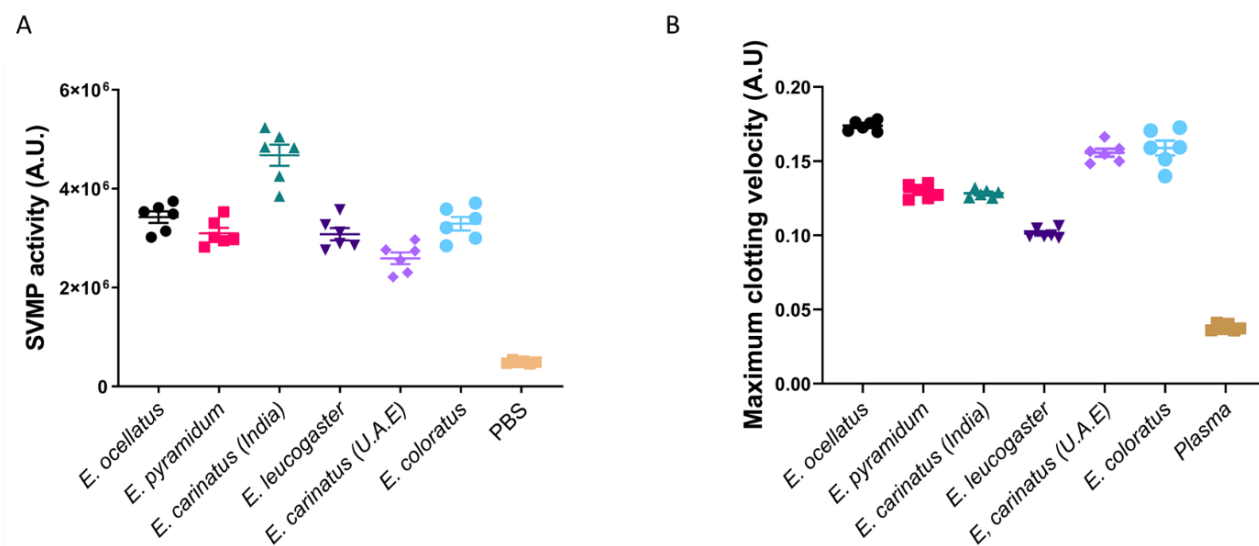 A
SVMP activity (A.U.)
6×10⁶
4×10⁶
2×10⁶
0
E. ocellatus
E. pyramidum
E. carinatus (India)
E. leucogaster
E. carinatus (U.A.E)
E. coloratus
PBS
B
Maximum clotting velocity (A.U)
0.20
0.15
0.10
0.05
0.00
E. ocellatus
E. pyramidum
E. carinatus (India)
E. leucogaster
E, carinatus (U.A.E)
E. coloratus
Plasma